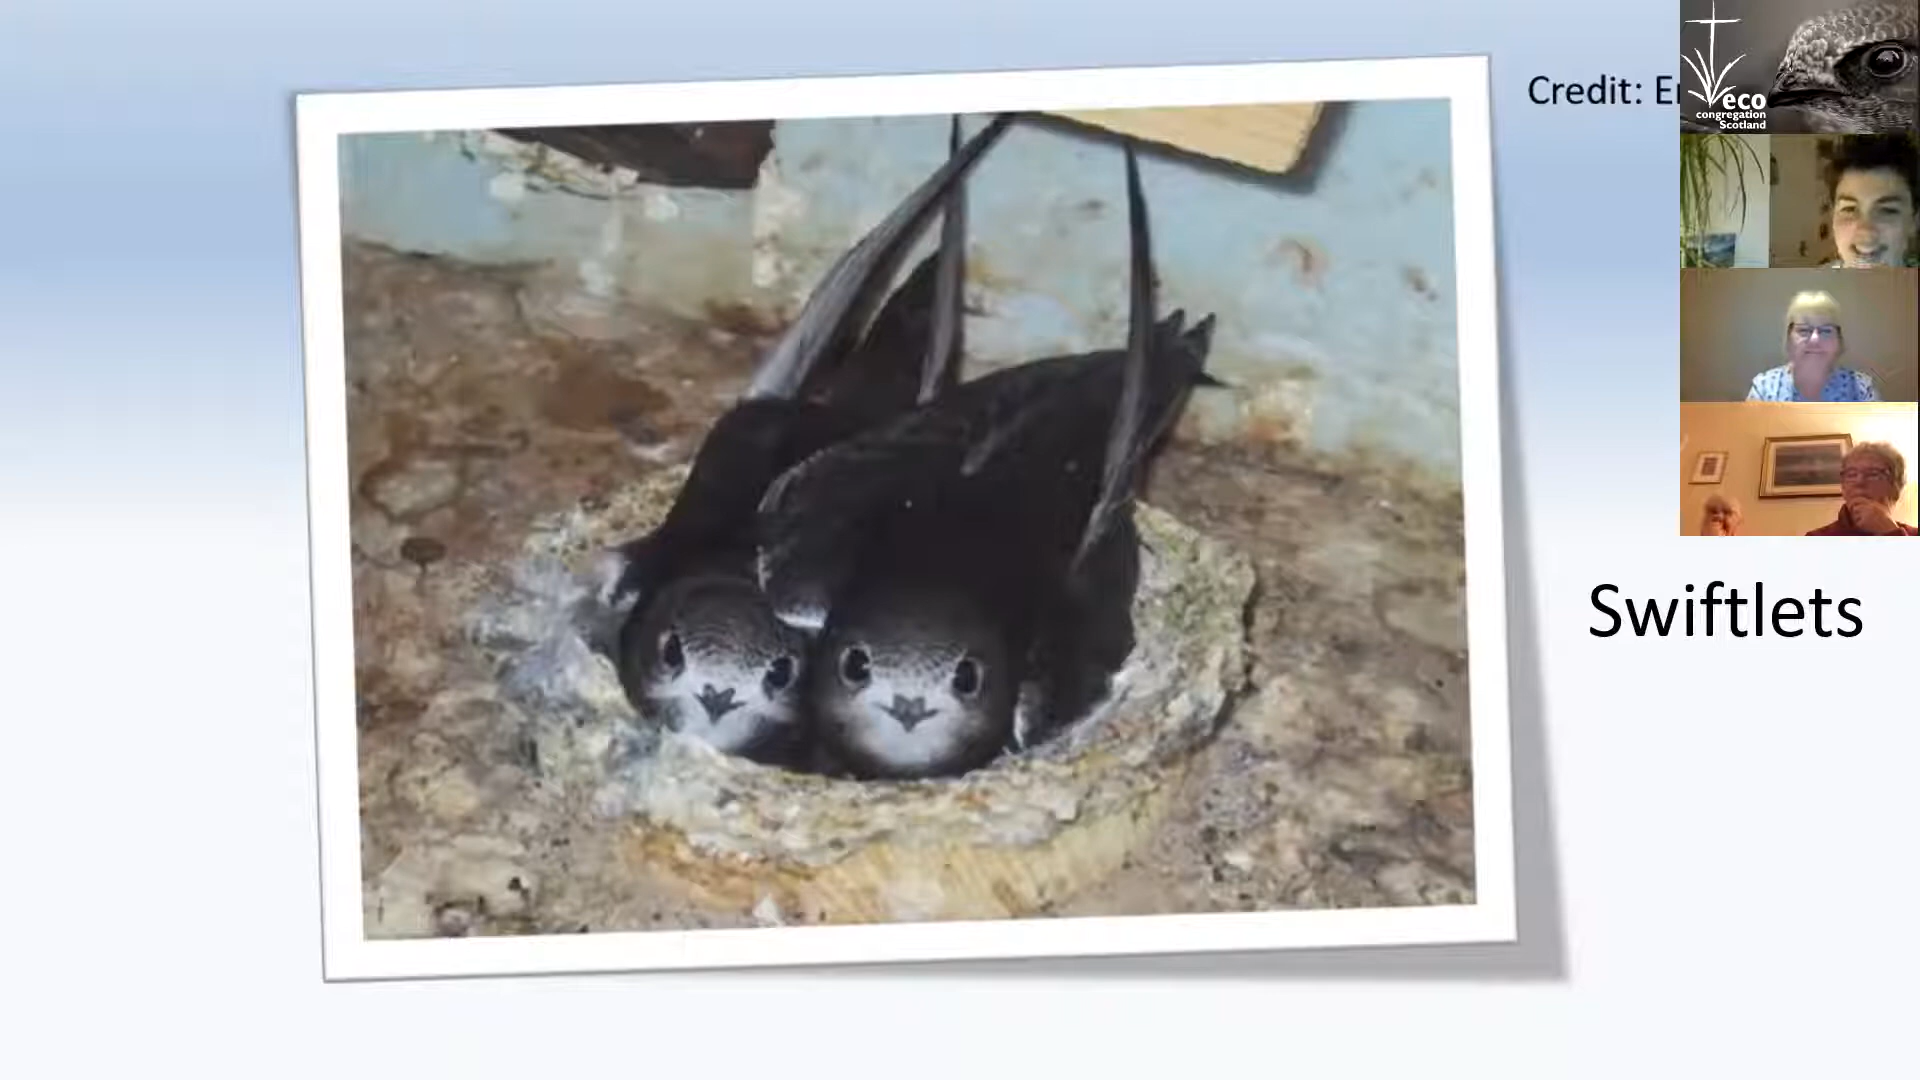 Credit:
eco
congregation
Scotland
Swiftlets